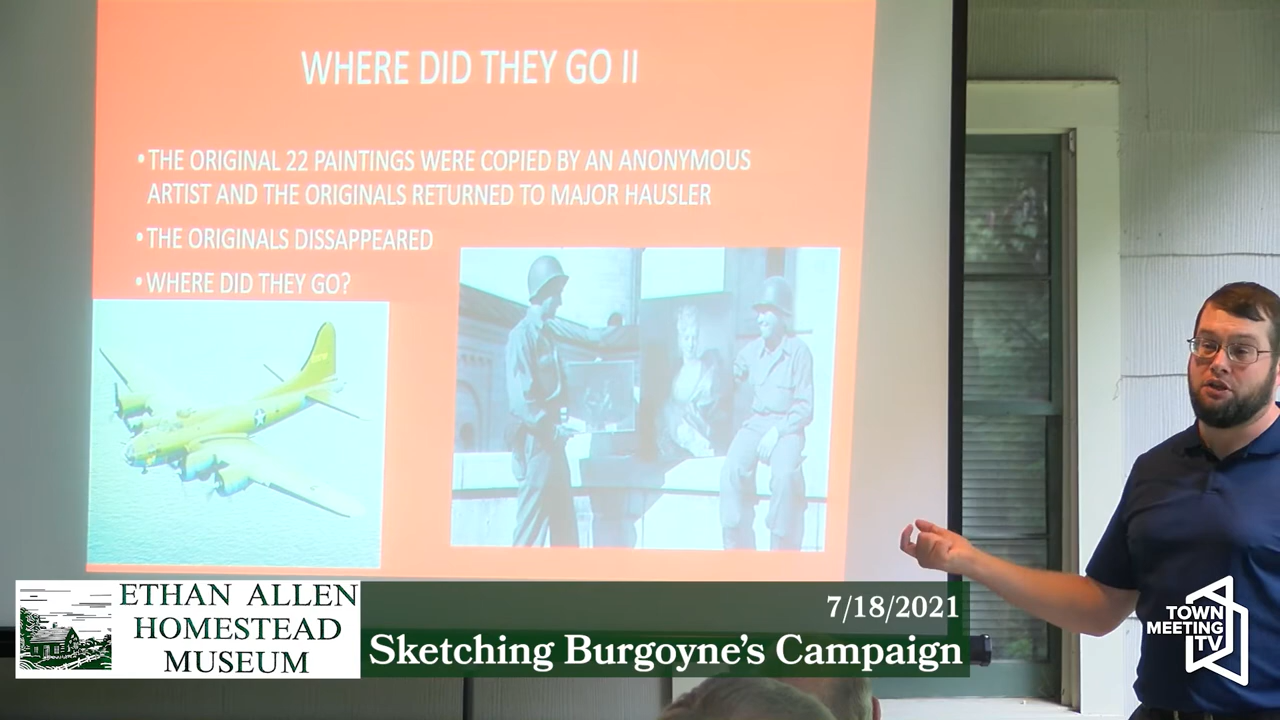 WHERE DID THEY GO II
• THE ORIGINAL 22 PAINTINGS WERE COPIED BY AN ANONYMOUS
ARTIST AND THE ORIGINALS RETURNED TO MAJOR HAUSLER
• THE ORIGINALS DISSAPPEARED
• WHERE DID THEY GO?
ETHAN ALLEN
HOMESTEAD
MUSEUM
7/18/2021
Sketching Burgoyne's Campaign
TOWN
MEETING
TV